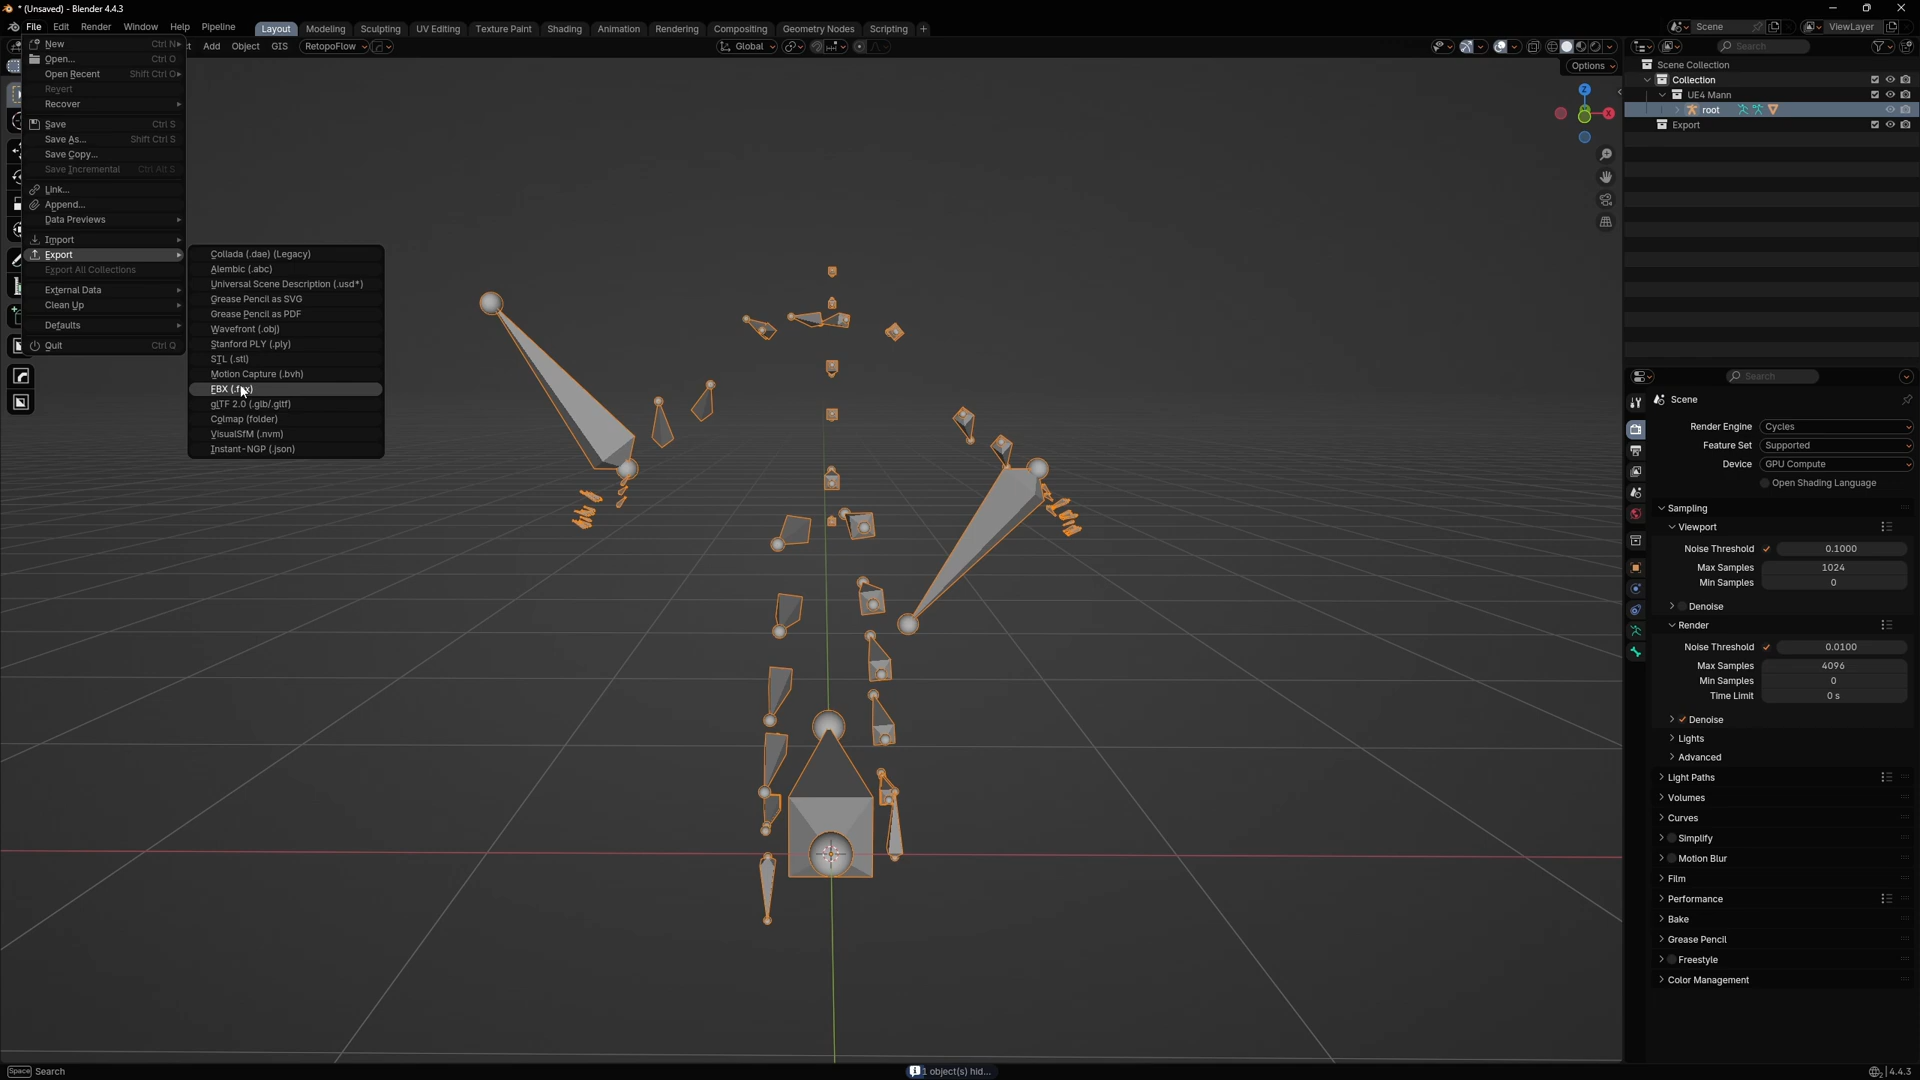 * (Unsaved) - Blender 4.4.3
File Edit Render Window Help Pipeline Layout Modeling Sculpting UV Editing Texture Paint Shading Animation Rendering Compositing Geometry Nodes Scripting + Scene ViewLayer
Add Object GIS RetopoFlow Global Search
Options
New Ctrl N
Open... Ctrl O
Open Recent Shift Ctrl O
Revert
Recover
Save Ctrl S
Save As... Shift Ctrl S
Save Copy...
Save Incremental Ctrl Alt S
Link...
Append...
Data Previews
Import
Export
Export All Collections
External Data
Clean Up
Defaults
Quit Ctrl Q
Collada (.dae) (Legacy)
Alembic (.abc)
Universal Scene Description (.usd*)
Grease Pencil as SVG
Grease Pencil as PDF
Wavefront (.obj)
Stanford PLY (.ply)
STL (.stl)
Motion Capture (.bvh)
FBX (.fbx)
glTF 2.0 (.glb/.gltf)
Colmap (folder)
VisualSfM (.nvm)
Instant-NGP (.json)
Z
X
Scene Collection
Collection
UE4 Mann
root
Export
Search
Scene
Render Engine Cycles
Feature Set Supported
Device GPU Compute
Open Shading Language
Sampling
Viewport
Noise Threshold 0.1000
Max Samples 1024
Min Samples 0
Denoise
Render
Noise Threshold 0.0100
Max Samples 4096
Min Samples 0
Time Limit 0 s
Denoise
Lights
Advanced
Light Paths
Volumes
Curves
Simplify
Motion Blur
Film
Performance
Bake
Grease Pencil
Freestyle
Color Management
Space Search
1 object(s) hid...
4.4.3